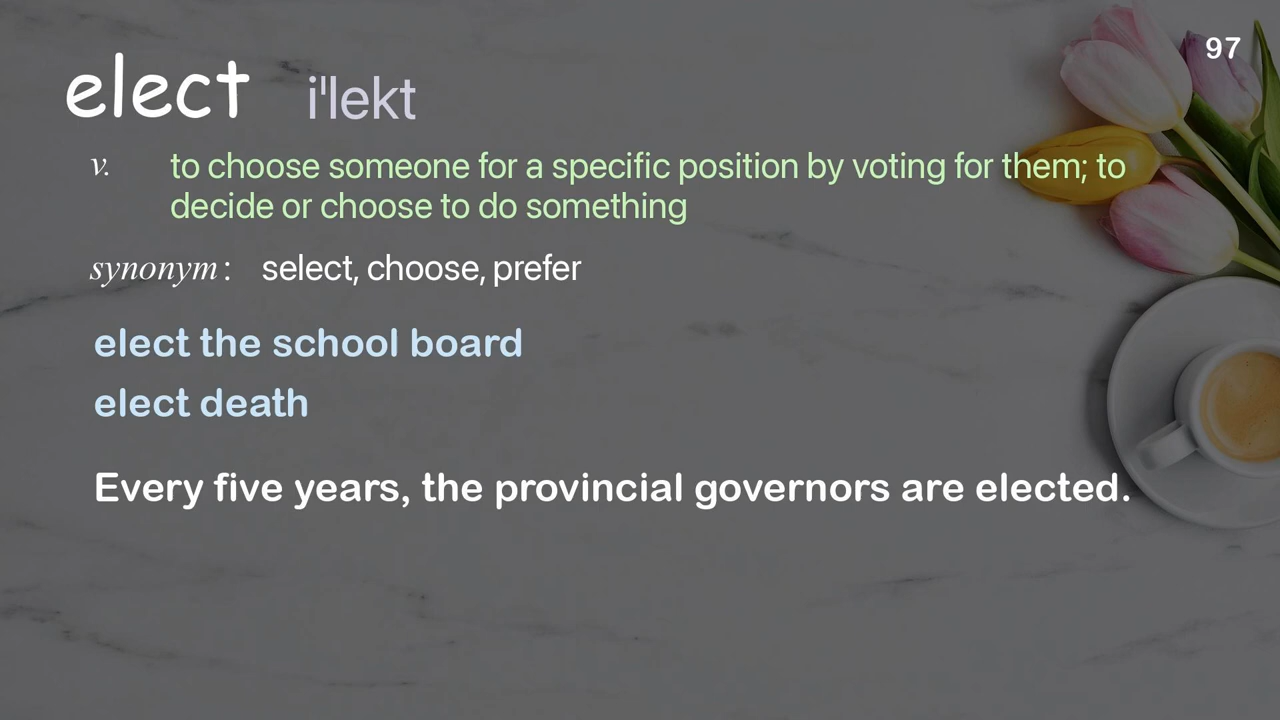 97
elect iˈlekt
v. to choose someone for a specific position by voting for them; to
decide or choose to do something
synonym : select, choose, prefer
elect the school board
elect death
Every five years, the provincial governors are elected.